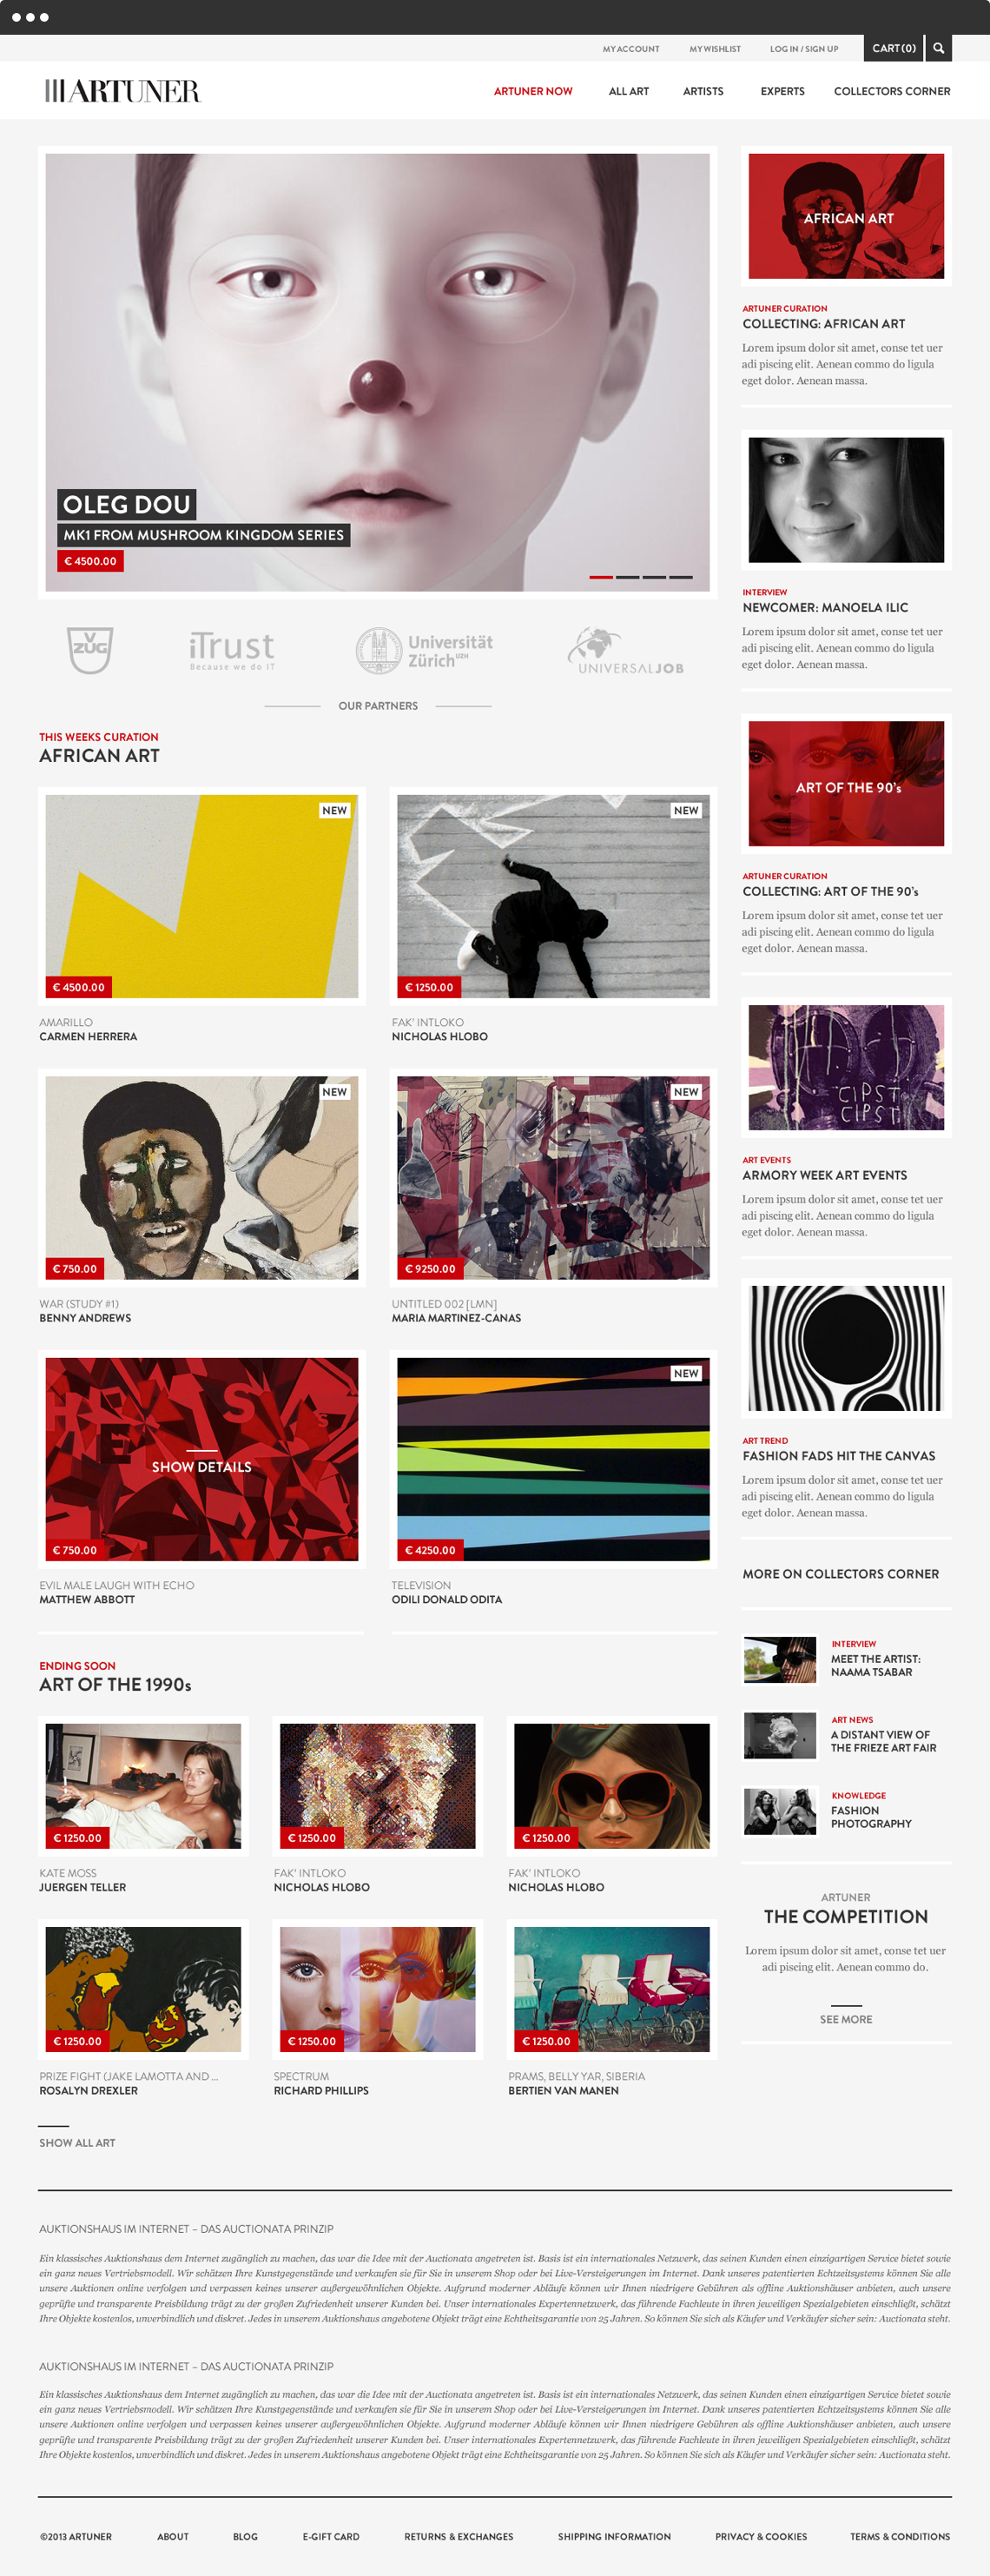 MY ACCOUNT MY WISHLIST LOG IN / SIGN UP CART (0)
ARTUNER
ARTUNER NOW ALL ART ARTISTS EXPERTS COLLECTORS CORNER
OLEG DOU
MK1 FROM MUSHROOM KINGDOM SERIES
€ 4500.00
V
ZUG
iTrust
Because we do IT
Universität
Zürich UZH
UNIVERSALJOB
OUR PARTNERS
THIS WEEKS CURATION
AFRICAN ART
NEW
€ 4500.00
AMARILLO
CARMEN HERRERA
NEW
€ 1250.00
FAK' INTLOKO
NICHOLAS HLOBO
NEW
€ 750.00
WAR (STUDY #1)
BENNY ANDREWS
NEW
€ 9250.00
UNTITLED 002 [LMN]
MARIA MARTINEZ-CANAS
SHOW DETAILS
€ 750.00
EVIL MALE LAUGH WITH ECHO
MATTHEW ABBOTT
NEW
€ 4250.00
TELEVISION
ODILI DONALD ODITA
ENDING SOON
ART OF THE 1990s
€ 1250.00
KATE MOSS
JUERGEN TELLER
€ 1250.00
FAK' INTLOKO
NICHOLAS HLOBO
€ 1250.00
FAK' INTLOKO
NICHOLAS HLOBO
€ 1250.00
PRIZE FIGHT (JAKE LAMOTTA AND ...
ROSALYN DREXLER
€ 1250.00
SPECTRUM
RICHARD PHILLIPS
€ 1250.00
PRAMS, BELLY YAR, SIBERIA
BERTIEN VAN MANEN
SHOW ALL ART
AFRICAN ART
ARTUNER CURATION
COLLECTING: AFRICAN ART
Lorem ipsum dolor sit amet, conse tet uer
adi piscing elit. Aenean commo do ligula
eget dolor. Aenean massa.
INTERVIEW
NEWCOMER: MANOELA ILIC
Lorem ipsum dolor sit amet, conse tet uer
adi piscing elit. Aenean commo do ligula
eget dolor. Aenean massa.
ART OF THE 90's
ARTUNER CURATION
COLLECTING: ART OF THE 90's
Lorem ipsum dolor sit amet, conse tet uer
adi piscing elit. Aenean commo do ligula
eget dolor. Aenean massa.
CIPST
CIPST
ART EVENTS
ARMORY WEEK ART EVENTS
Lorem ipsum dolor sit amet, conse tet uer
adi piscing elit. Aenean commo do ligula
eget dolor. Aenean massa.
ART TREND
FASHION FADS HIT THE CANVAS
Lorem ipsum dolor sit amet, conse tet uer
adi piscing elit. Aenean commo do ligula
eget dolor. Aenean massa.
MORE ON COLLECTORS CORNER
INTERVIEW
MEET THE ARTIST:
NAAMA TSABAR
ART NEWS
A DISTANT VIEW OF
THE FRIEZE ART FAIR
KNOWLEDGE
FASHION
PHOTOGRAPHY
ARTUNER
THE COMPETITION
Lorem ipsum dolor sit amet, conse tet uer
adi piscing elit. Aenean commo do.
SEE MORE
AUKTIONSHAUS IM INTERNET – DAS AUCTIONATA PRINZIP
Ein klassisches Auktionshaus dem Internet zugänglich zu machen, das war die Idee mit der Auctionata angetreten ist. Basis ist ein internationales Netzwerk, das seinen Kunden einen einzigartigen Service bietet sowie
ein ganz neues Vertriebsmodell. Wir schätzen Ihre Kunstgegenstände und verkaufen sie für Sie in unserem Shop oder bei Live-Versteigerungen im Internet. Dank unseres patentierten Echtzeitsystems können Sie alle
unsere Auktionen online verfolgen und verpassen keines unserer außergewöhnlichen Objekte. Aufgrund moderner Abläufe können wir Ihnen niedrigere Gebühren als offline Auktionshäuser anbieten, auch unsere
geprüfte und transparente Preisbildung trägt zu der großen Zufriedenheit unserer Kunden bei. Unser internationales Expertennetzwerk, das führende Fachleute in ihren jeweiligen Spezialgebieten einschließt, schätzt
Ihre Objekte kostenlos, unverbindlich und diskret. Jedes in unserem Auktionshaus angebotene Objekt trägt eine Echtheitsgarantie von 25 Jahren. So können Sie sich als Käufer und Verkäufer sicher sein: Auctionata steht.
AUKTIONSHAUS IM INTERNET – DAS AUCTIONATA PRINZIP
Ein klassisches Auktionshaus dem Internet zugänglich zu machen, das war die Idee mit der Auctionata angetreten ist. Basis ist ein internationales Netzwerk, das seinen Kunden einen einzigartigen Service bietet sowie
ein ganz neues Vertriebsmodell. Wir schätzen Ihre Kunstgegenstände und verkaufen sie für Sie in unserem Shop oder bei Live-Versteigerungen im Internet. Dank unseres patentierten Echtzeitsystems können Sie alle
unsere Auktionen online verfolgen und verpassen keines unserer außergewöhnlichen Objekte. Aufgrund moderner Abläufe können wir Ihnen niedrigere Gebühren als offline Auktionshäuser anbieten, auch unsere
geprüfte und transparente Preisbildung trägt zu der großen Zufriedenheit unserer Kunden bei. Unser internationales Expertennetzwerk, das führende Fachleute in ihren jeweiligen Spezialgebieten einschließt, schätzt
Ihre Objekte kostenlos, unverbindlich und diskret. Jedes in unserem Auktionshaus angebotene Objekt trägt eine Echtheitsgarantie von 25 Jahren. So können Sie sich als Käufer und Verkäufer sicher sein: Auctionata steht.
©2013 ARTUNER ABOUT BLOG E-GIFT CARD RETURNS & EXCHANGES SHIPPING INFORMATION PRIVACY & COOKIES TERMS & CONDITIONS